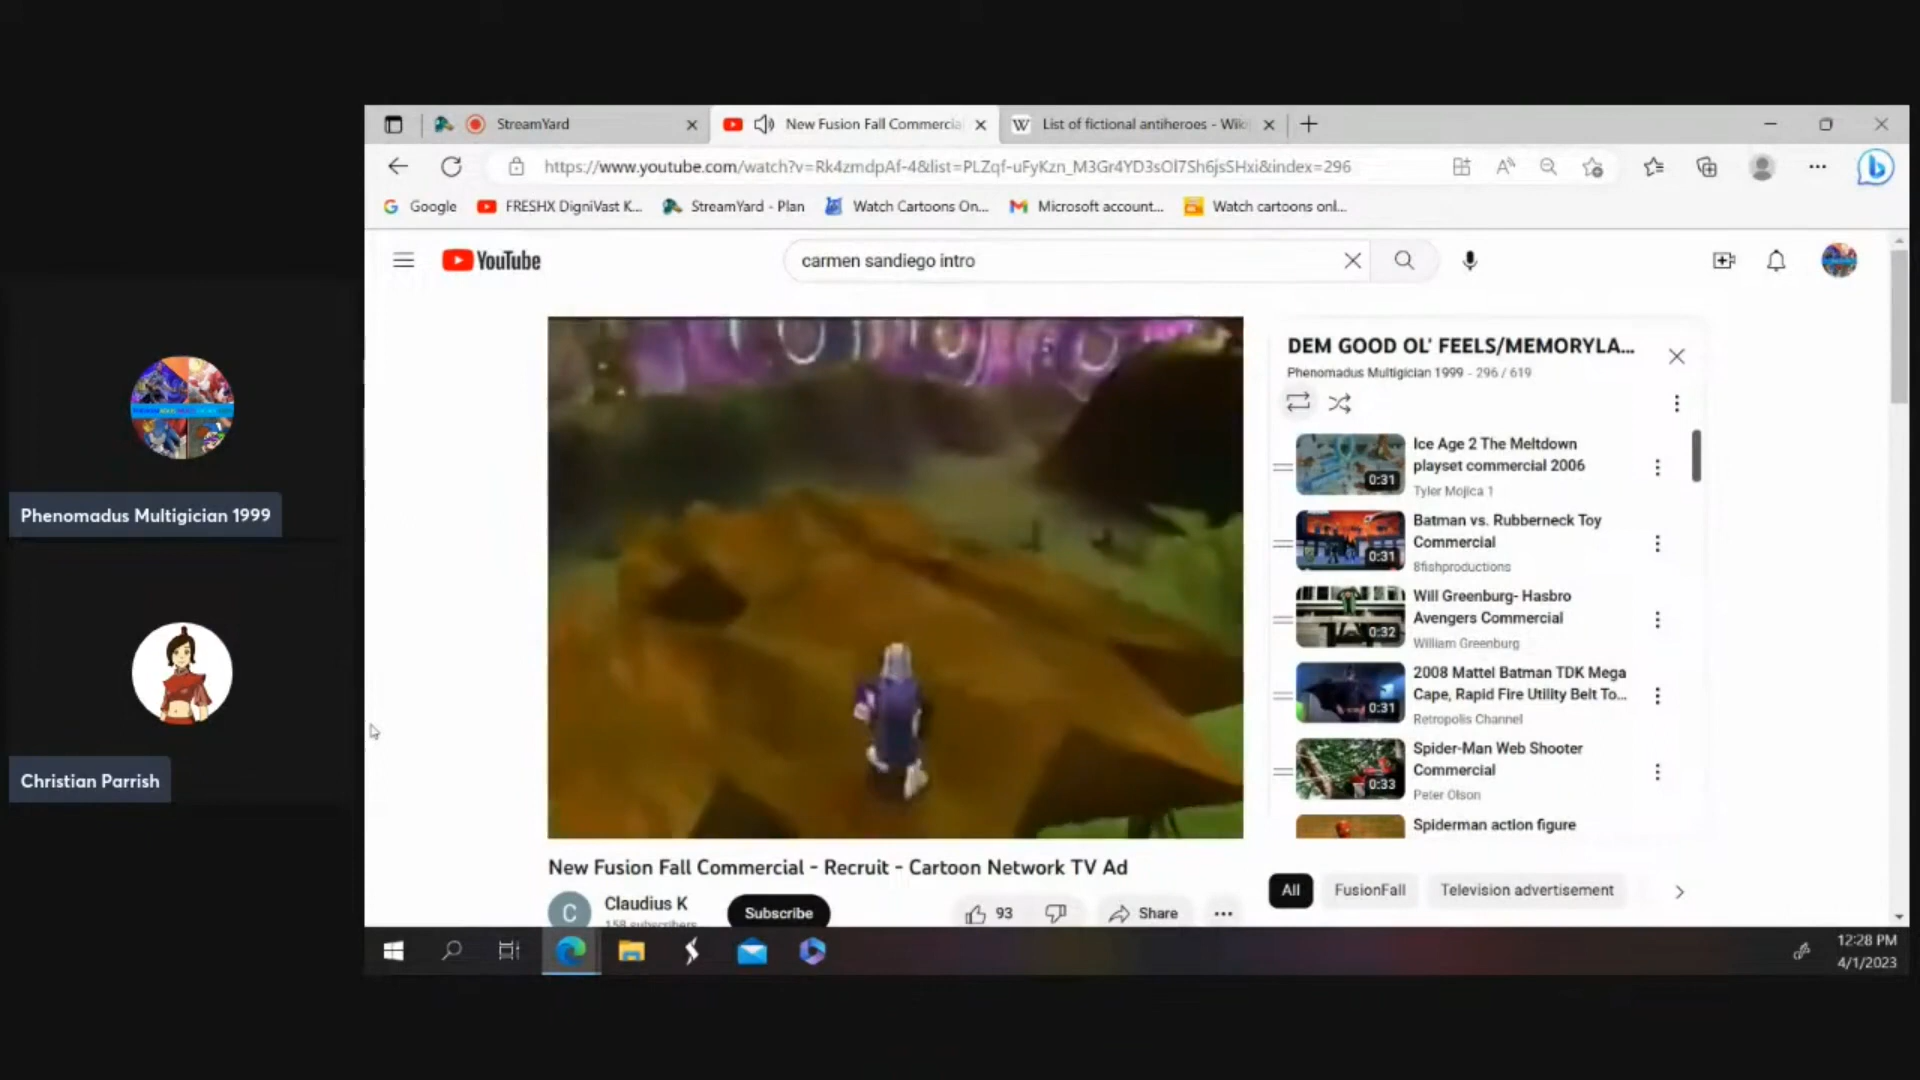 StreamYard
New Fusion Fall Commercia
List of fictional antiheroes - Wiki
https://www.youtube.com/watch?v=Rk4zmdpAf-4&list=PLZqf-uFyKzn_M3Gr4YD3sOI7Sh6jsSHxi&index=296
Google
FRESHX DigniVast K...
StreamYard - Plan
Watch Cartoons On...
Microsoft account...
Watch cartoons onl...
YouTube
carmen sandiego intro
DEM GOOD OL' FEELS/MEMORYLA...
Phenomadus Multigician 1999 - 296 / 619
Ice Age 2 The Meltdown
playset commercial 2006
Tyler Mojica 1
0:31
Batman vs. Rubberneck Toy
Commercial
8fishproductions
0:31
Will Greenburg- Hasbro
Avengers Commercial
William Greenburg
0:32
2008 Mattel Batman TDK Mega
Cape, Rapid Fire Utility Belt To...
Retropolis Channel
0:31
Spider-Man Web Shooter
Commercial
Peter Olson
0:33
Spiderman action figure
Phenomadus Multigician 1999
Christian Parrish
New Fusion Fall Commercial - Recruit - Cartoon Network TV Ad
C
Claudius K
158 subscribers
Subscribe
93
Share
All
FusionFall
Television advertisement
12:28 PM
4/1/2023